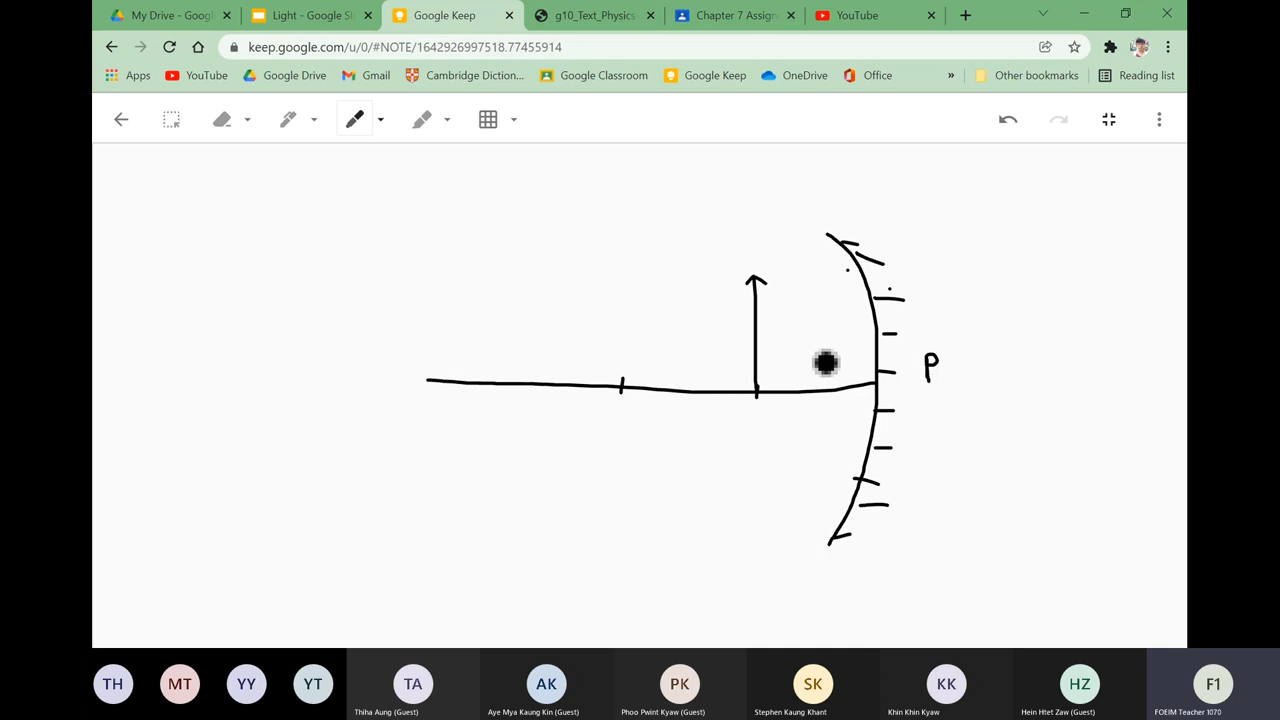 My Drive - Googl
Light - Google Sl
Google Keep
g10_Text_Physics
Chapter 7 Assign
YouTube
keep.google.com/u/0/#NOTE/1642926997518.77455914
Apps
YouTube
Google Drive
Gmail
Cambridge Diction...
Google Classroom
Google Keep
OneDrive
Office
»
Other bookmarks
Reading list
P
TH
MT
YY
YT
TA
AK
PK
SK
KK
HZ
F1
Thiha Aung (Guest)
Aye Mya Kaung Kin (Guest)
Phoo Pwint Kyaw (Guest)
Stephen Kaung Khant
Khin Khin Kyaw
Hein Htet Zaw (Guest)
FOEIM Teacher 1070